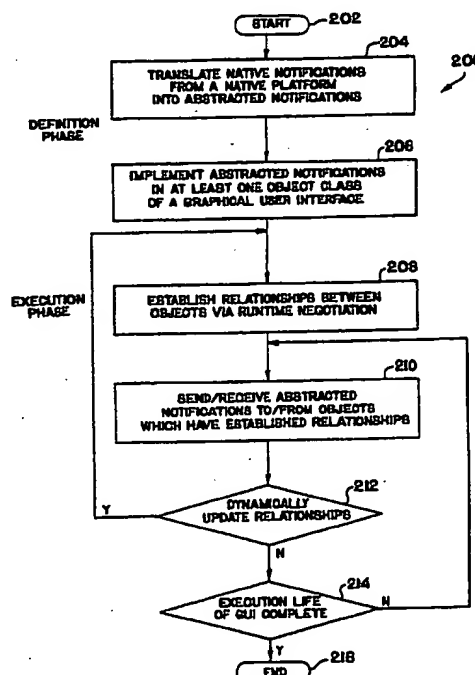 START
202
204
200
TRANSLATE NATIVE NOTIFICATIONS
FROM A NATIVE PLATFORM
INTO ABSTRACTED NOTIFICATIONS
DEFINITION PHASE
206
IMPLEMENT ABSTRACTED NOTIFICATIONS
IN AT LEAST ONE OBJECT CLASS
OF A GRAPHICAL USER INTERFACE
EXECUTION
PHASE
208
ESTABLISH RELATIONSHIPS BETWEEN
OBJECTS VIA RUNTIME NEGOTIATION
210
SEND/RECEIVE ABSTRACTED
NOTIFICATIONS TO/FROM OBJECTS
WHICH HAVE ESTABLISHED RELATIONSHIPS
212
Y
DYNAMICALLY
UPDATE RELATIONSHIPS
N
214
EXECUTION LIFE
OF GUI COMPLETE
N
Y
END
216